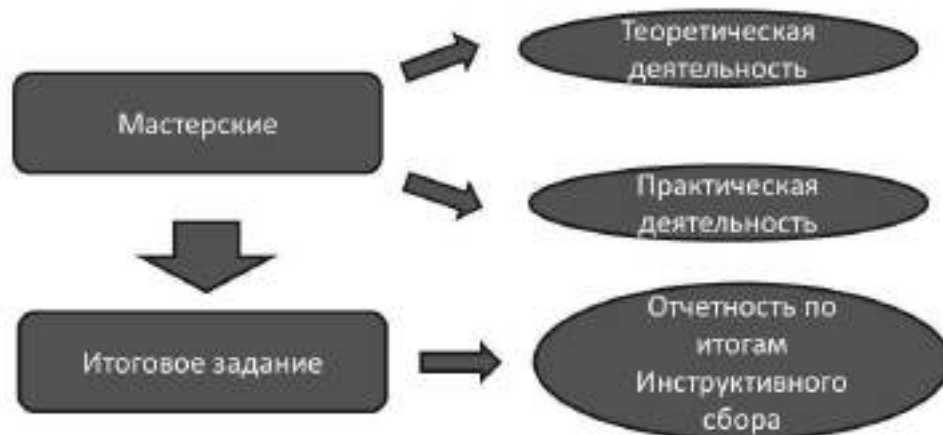 Теоретическая
деятельность
Мастерские
Практическая
деятельность
Итоговое задание
Отчетность по
итогам
Инструктивного
сбора